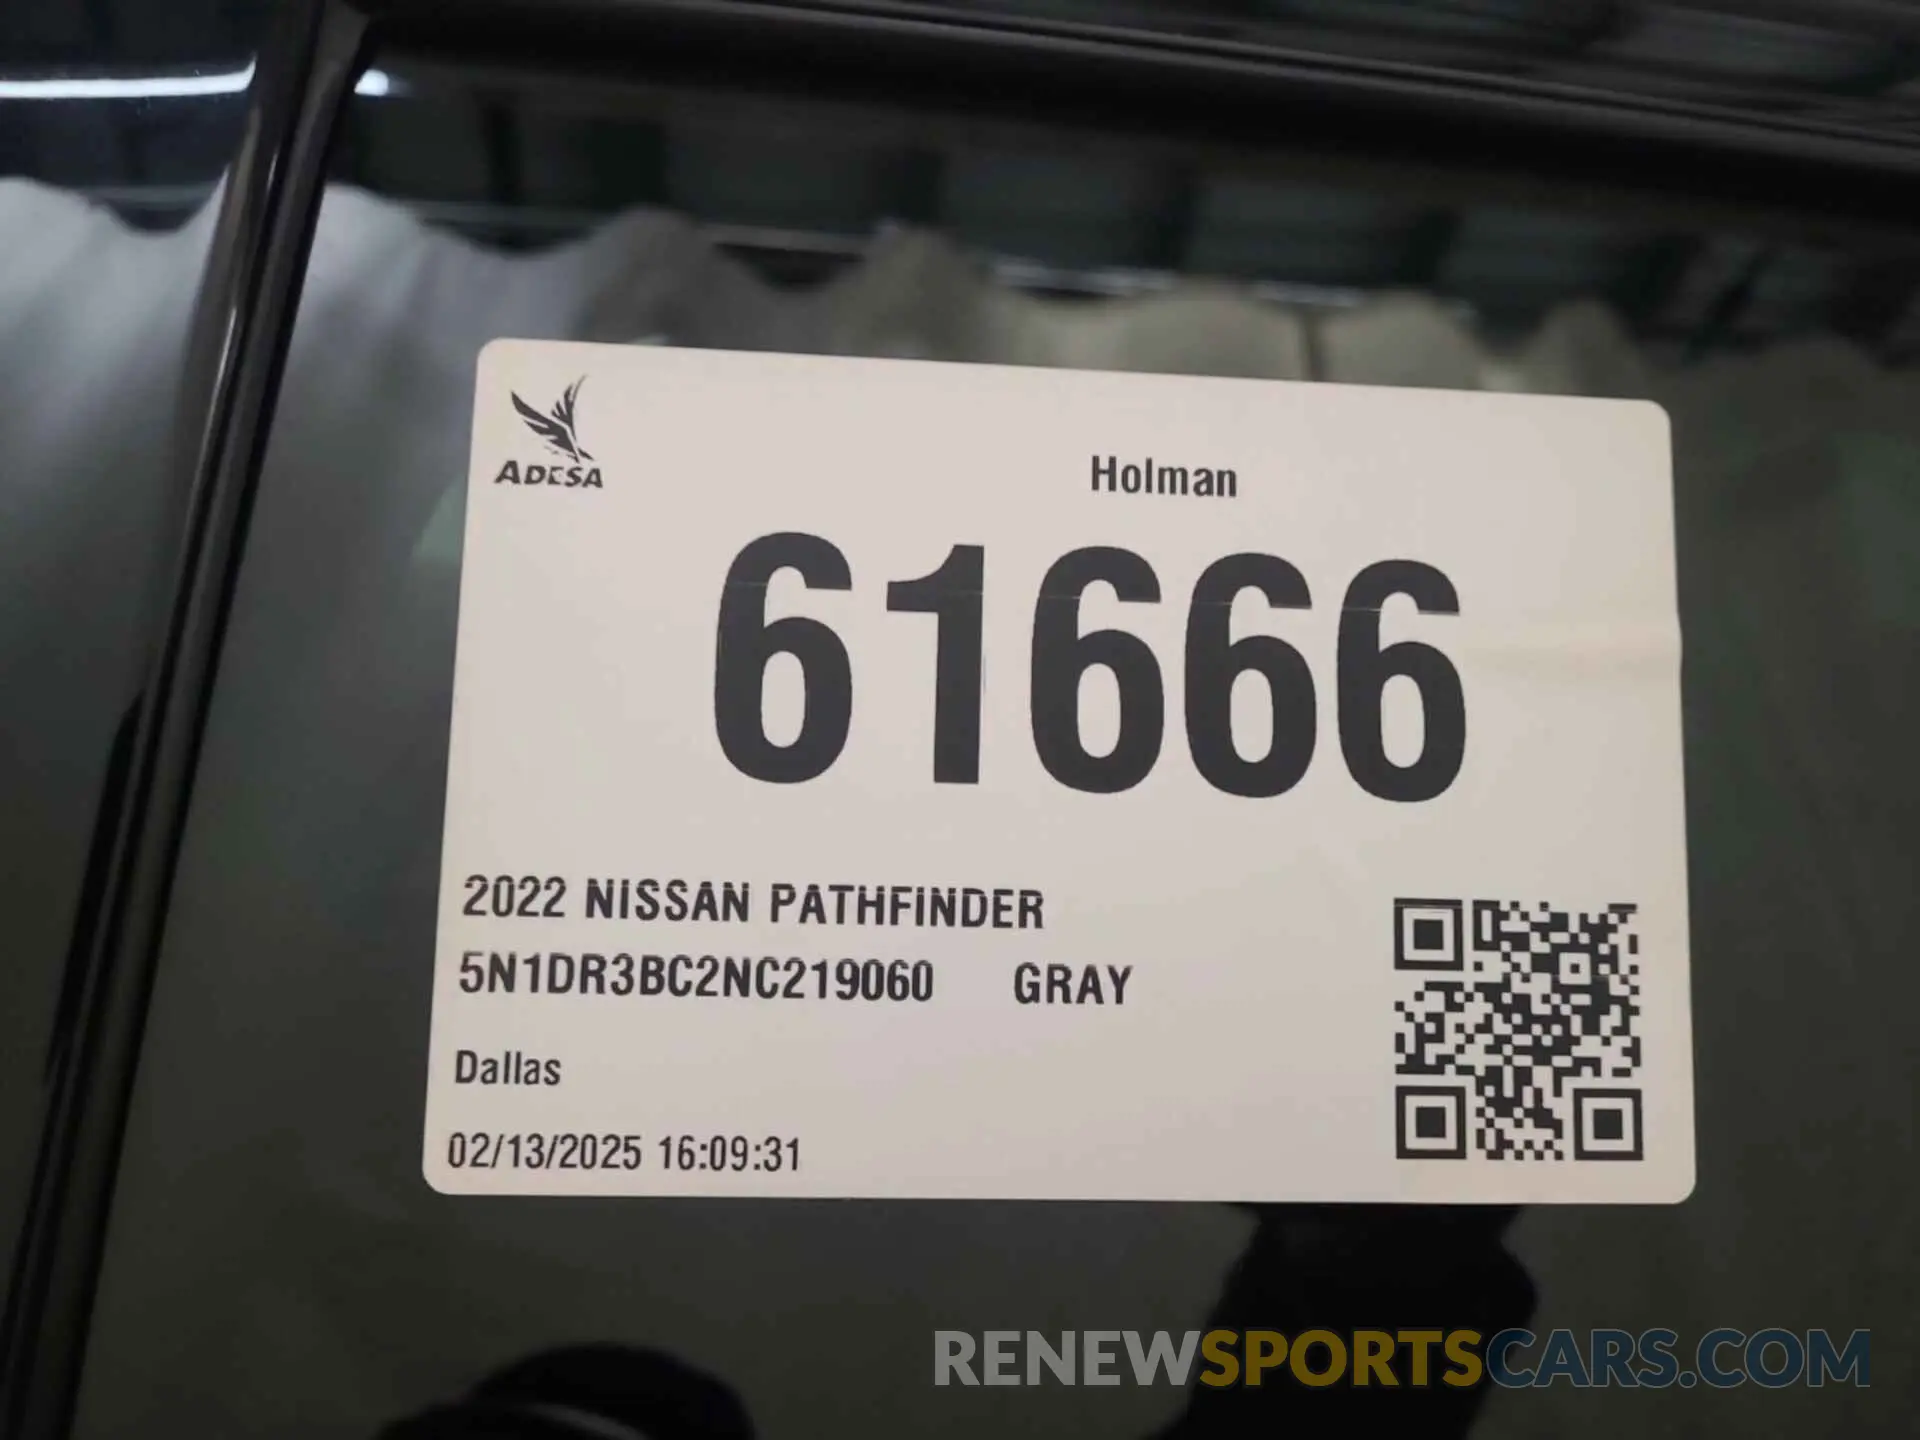 ADESA
Holman
61666
2022 NISSAN PATHFINDER
5N1DR3BC2NC219060 GRAY
Dallas
02/13/2025 16:09:31
RENEWSPORTSCARS.COM